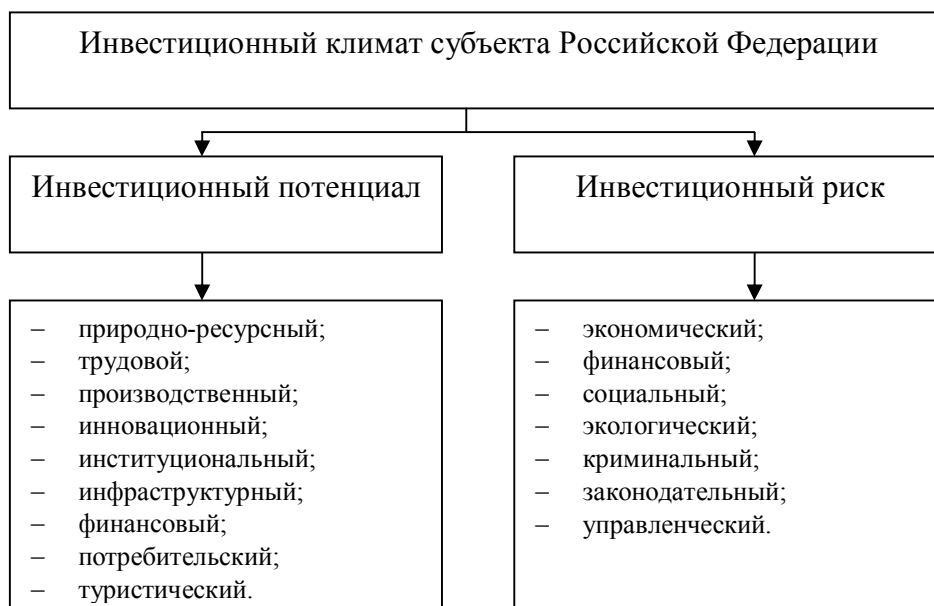 Инвестиционный климат субъекта Российской Федерации
Инвестиционный потенциал
Инвестиционный риск
– природно-ресурсный;
– трудовой;
– производственный;
– инновационный;
– институциональный;
– инфраструктурный;
– финансовый;
– потребительский;
– туристический.
– экономический;
– финансовый;
– социальный;
– экологический;
– криминальный;
– законодательный;
– управленческий.